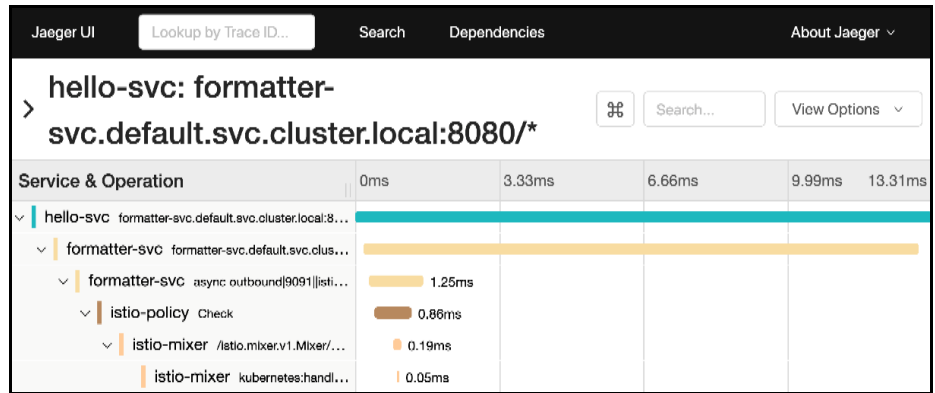 Jaeger UI Lookup by Trace ID... Search Dependencies About Jaeger
hello-svc: formatter-
svc.default.svc.cluster.local:8080/*
⌘ Search... View Options
Service & Operation 0ms 3.33ms 6.66ms 9.99ms 13.31ms
hello-svc formatter-svc.default.svc.cluster.local:8...
formatter-svc formatter-svc.default.svc.clus...
formatter-svc async outbound|9091||isti... 1.25ms
istio-policy Check 0.86ms
istio-mixer /istio.mixer.v1.Mixer/... 0.19ms
istio-mixer kubernetes:handl... 0.05ms